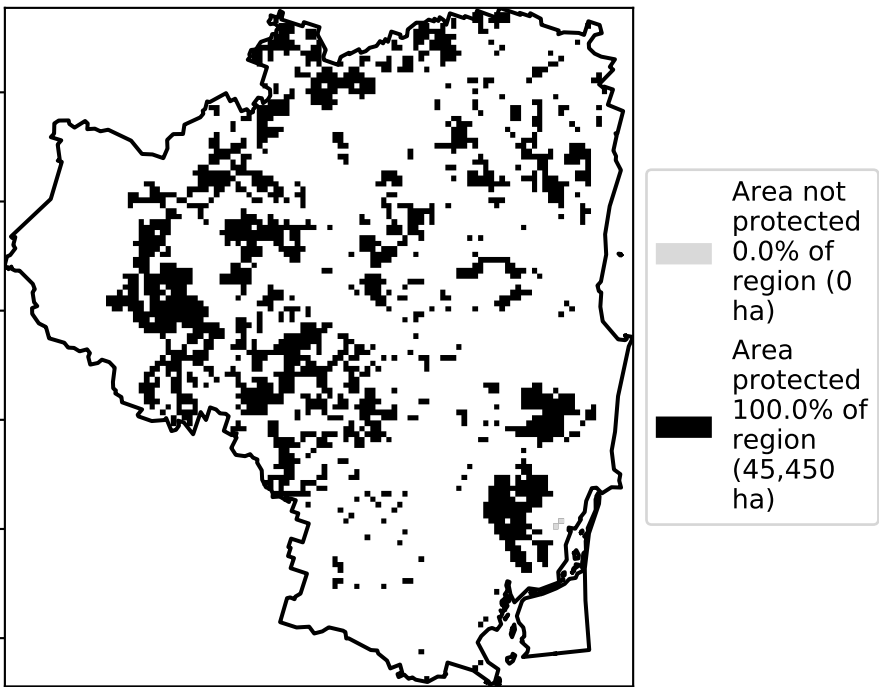 Area not
protected
0.0% of
region (0
ha)
Area
protected
100.0% of
region
(45,450
ha)